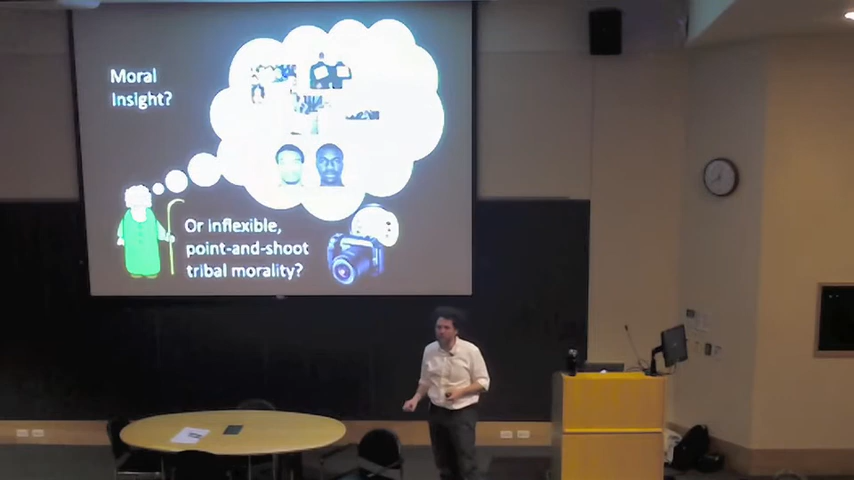 Moral
Insight?
Or inflexible,
point-and-shoot
tribal morality?